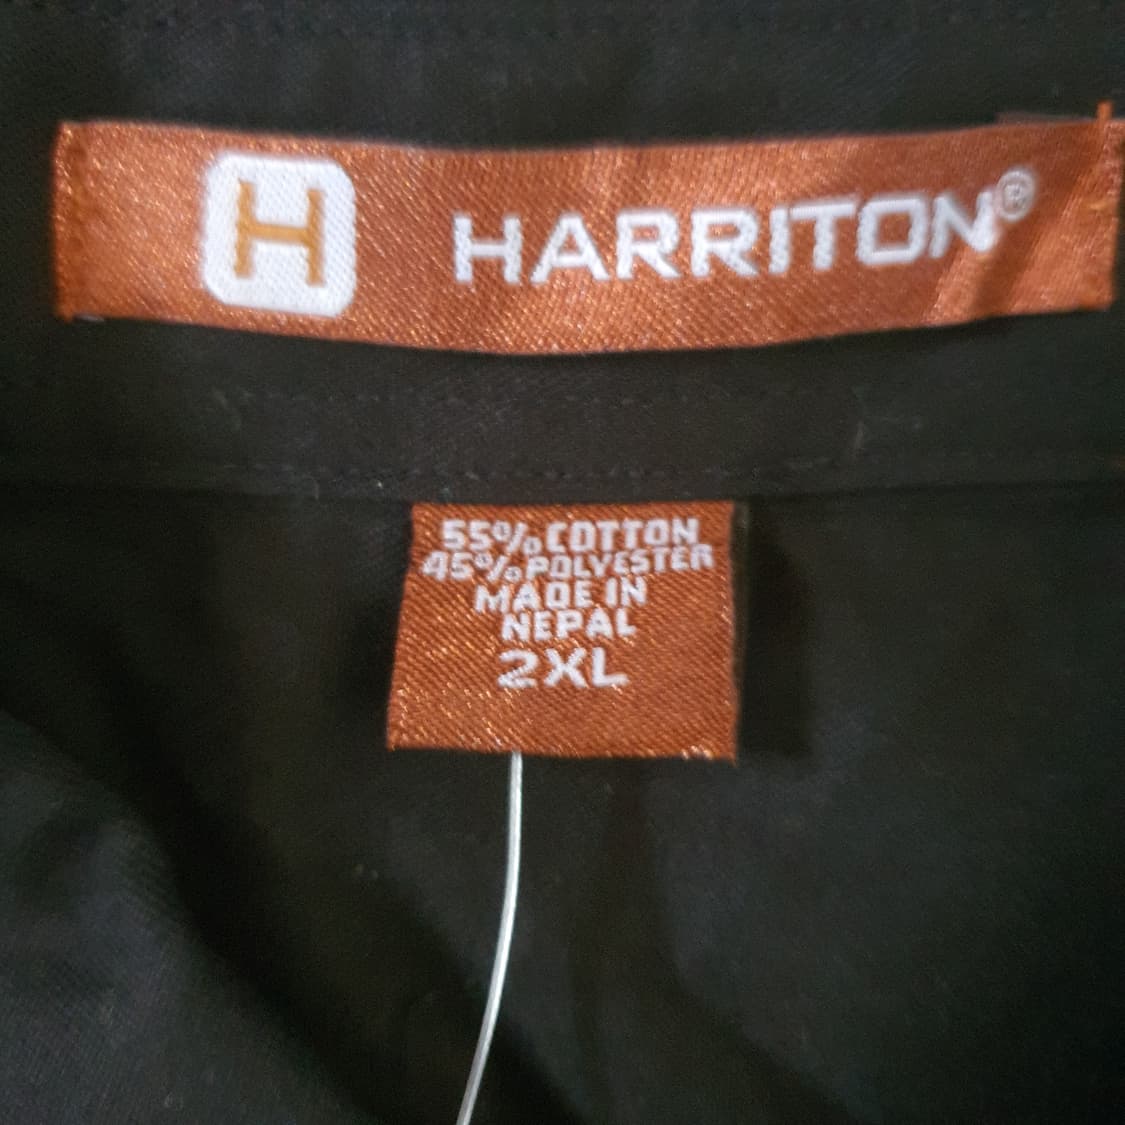 H HARRITON®
55% COTTON
45% POLYESTER
MADE IN
NEPAL
2XL